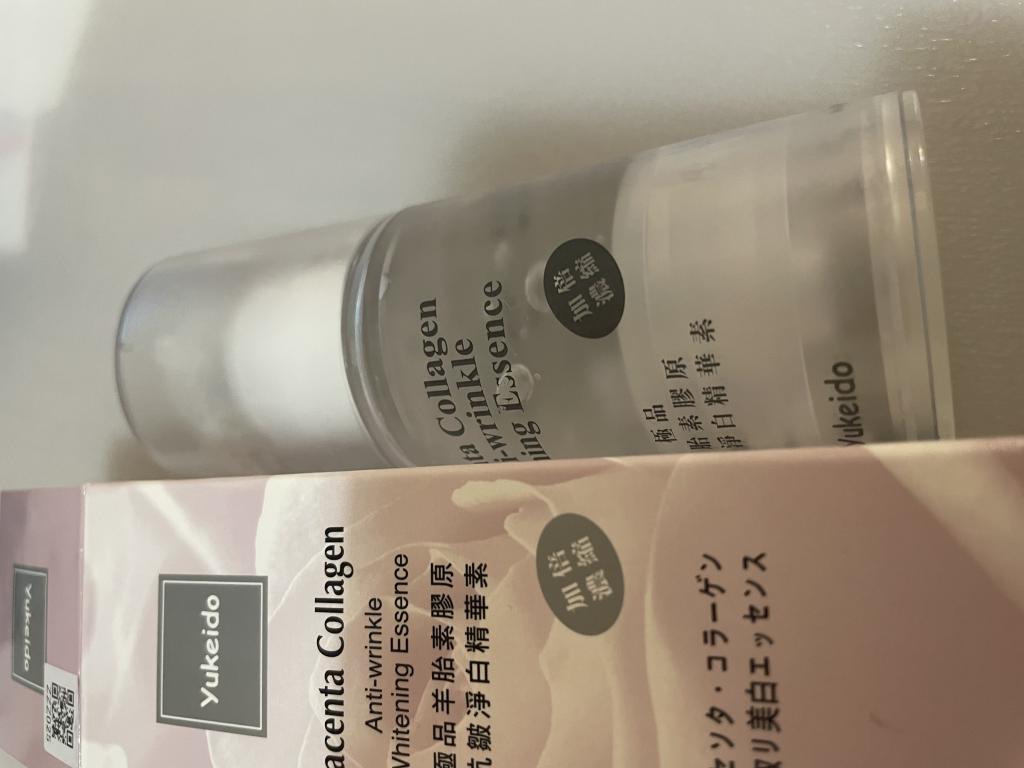 Yukeido
Yukeido
acenta Collagen
Anti-wrinkle
Whitening Essence
極品羊胎素膠原
抗皺淨白精華素
加倍
濃縮
センタ・コラーゲン
取り美白エッセンス
ta Collagen
i-wrinkle
ing Essence
加倍
濃縮
極品
胎素膠原
淨白精華素
Yukeido